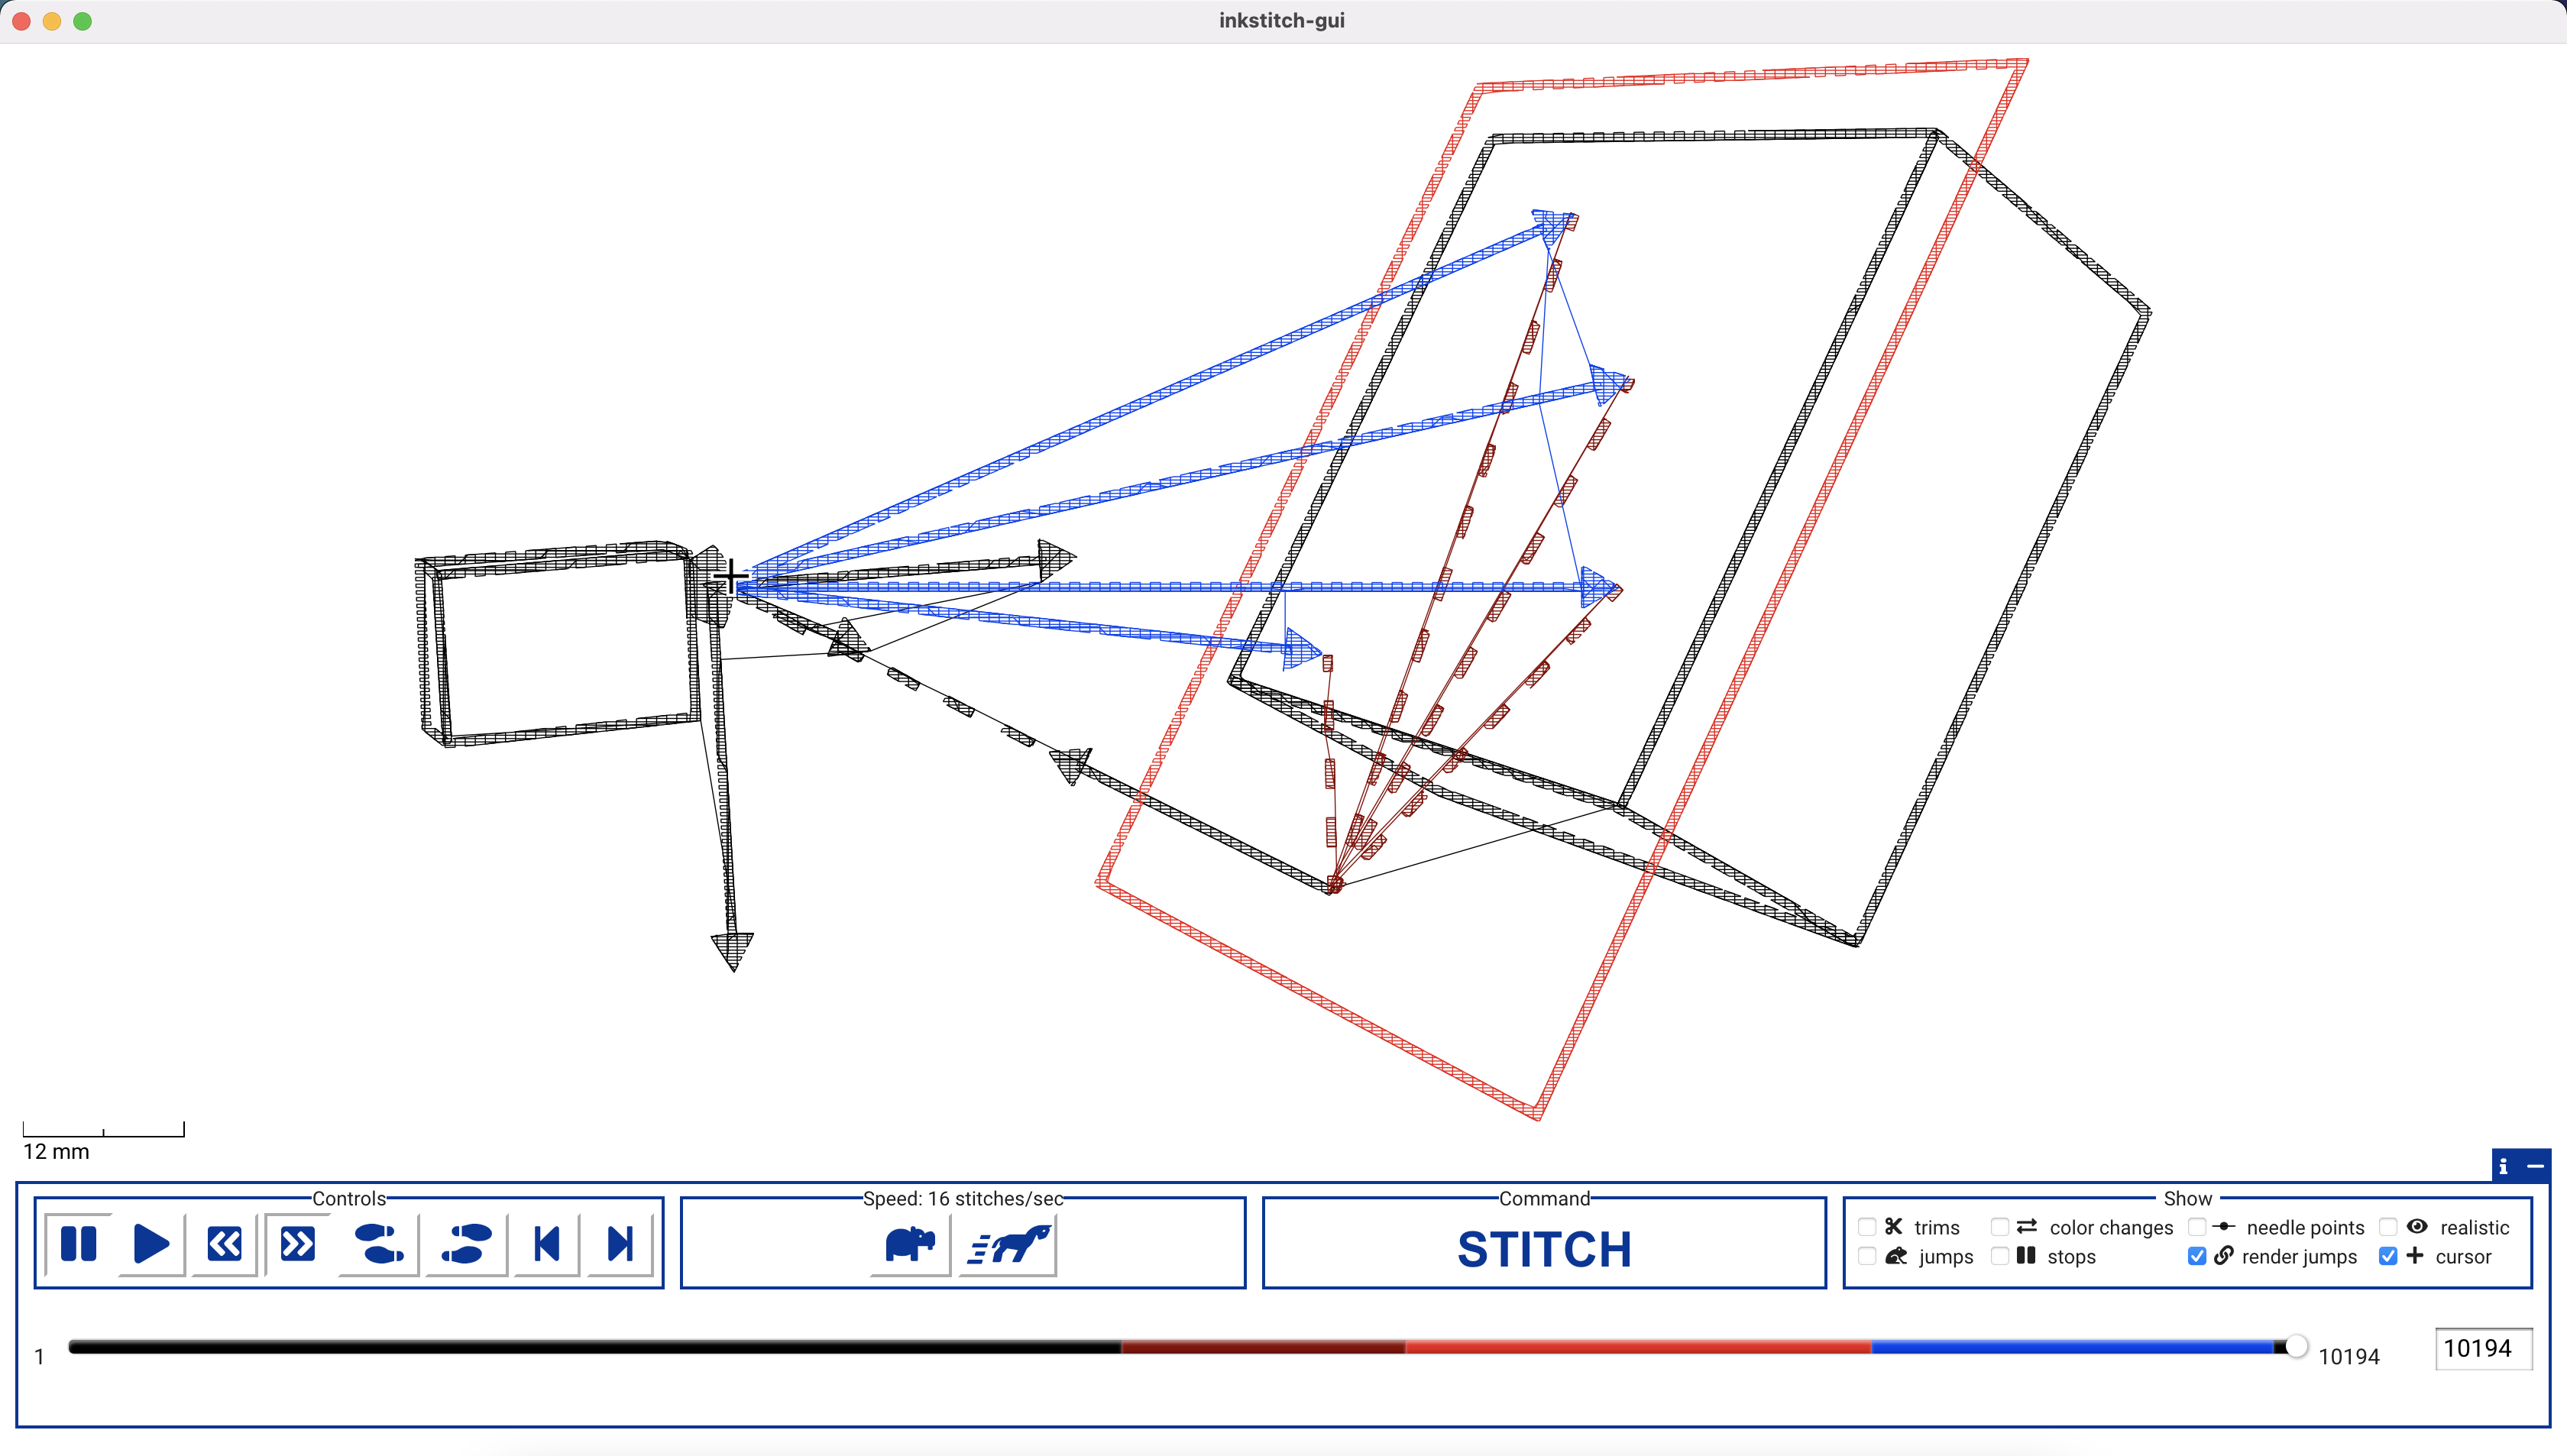 inkstitch-gui
12 mm
Controls
Speed: 16 stitches/sec
Command
STITCH
Show
trims
color changes
needle points
realistic
jumps
stops
render jumps
cursor
1
10194
10194